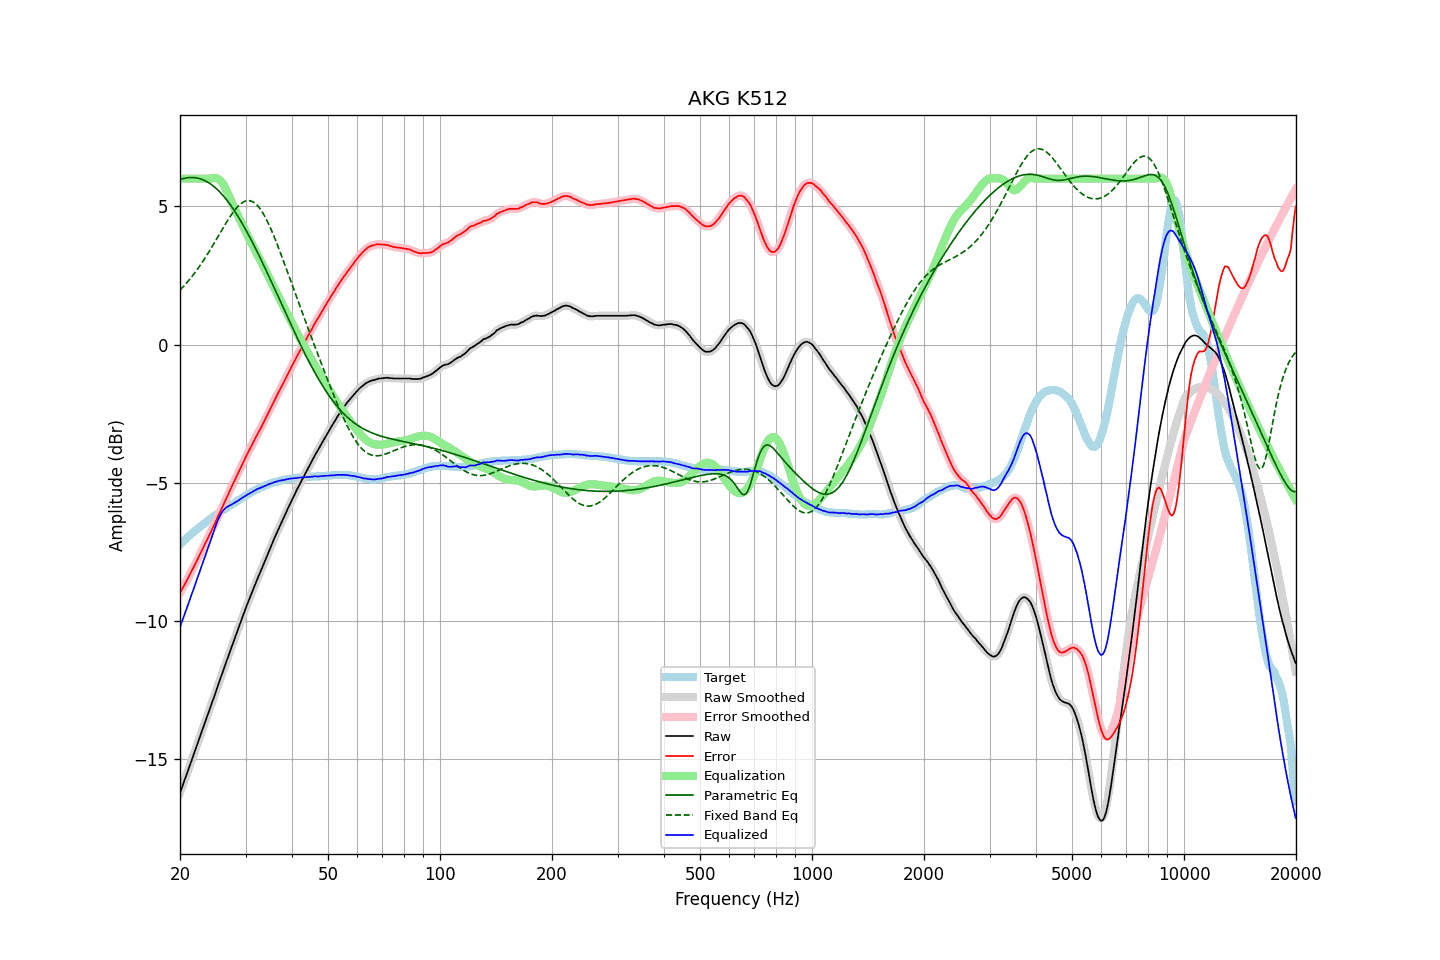 AKG K512
Amplitude (dBr)
5
0
−5
−10
−15
Target
Raw Smoothed
Error Smoothed
Raw
Error
Equalization
Parametric Eq
Fixed Band Eq
Equalized
20 50 100 200 500 1000 2000 5000 10000 20000
Frequency (Hz)